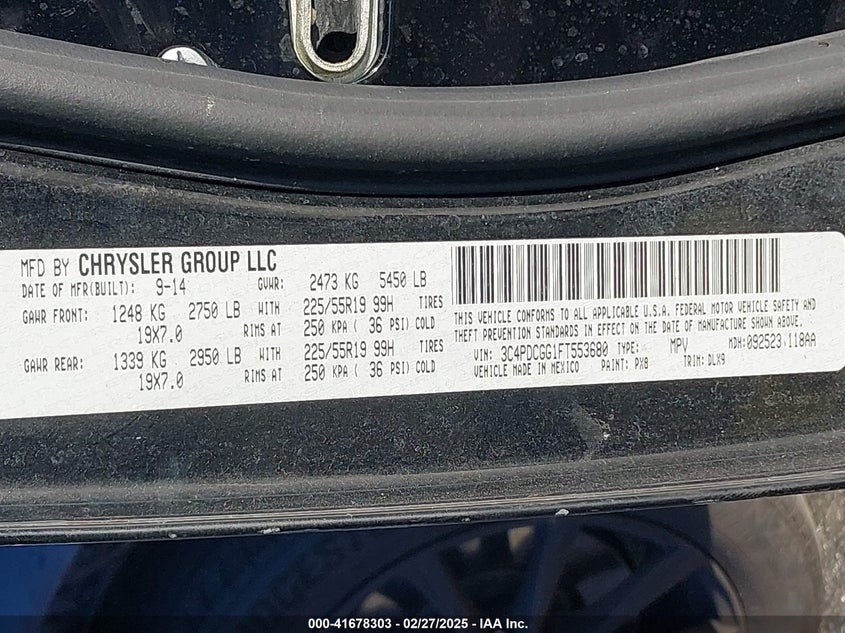 MFD BY CHRYSLER GROUP LLC
DATE OF MFR(BUILT): 9-14 GVWR: 2473 KG 5450 LB
GAWR FRONT: 1248 KG 2750 LB WITH 225/55R19 99H TIRES
19X7.0 RIMS AT 250 KPA ( 36 PSI) COLD
GAWR REAR: 1339 KG 2950 LB WITH 225/55R19 99H TIRES
19X7.0 RIMS AT 250 KPA ( 36 PSI) COLD
THIS VEHICLE CONFORMS TO ALL APPLICABLE U.S.A. FEDERAL MOTOR VEHICLE SAFETY AND
THEFT PREVENTION STANDARDS IN EFFECT ON THE DATE OF MANUFACTURE SHOWN ABOVE.
VIN: 3C4PDCGG1FT553680 TYPE: MPV MDH: 092523 118AA
VEHICLE MADE IN MEXICO PAINT: PX8 TRIM: DLX9
000-41678303 / 02/27/2025 / IAA Inc.